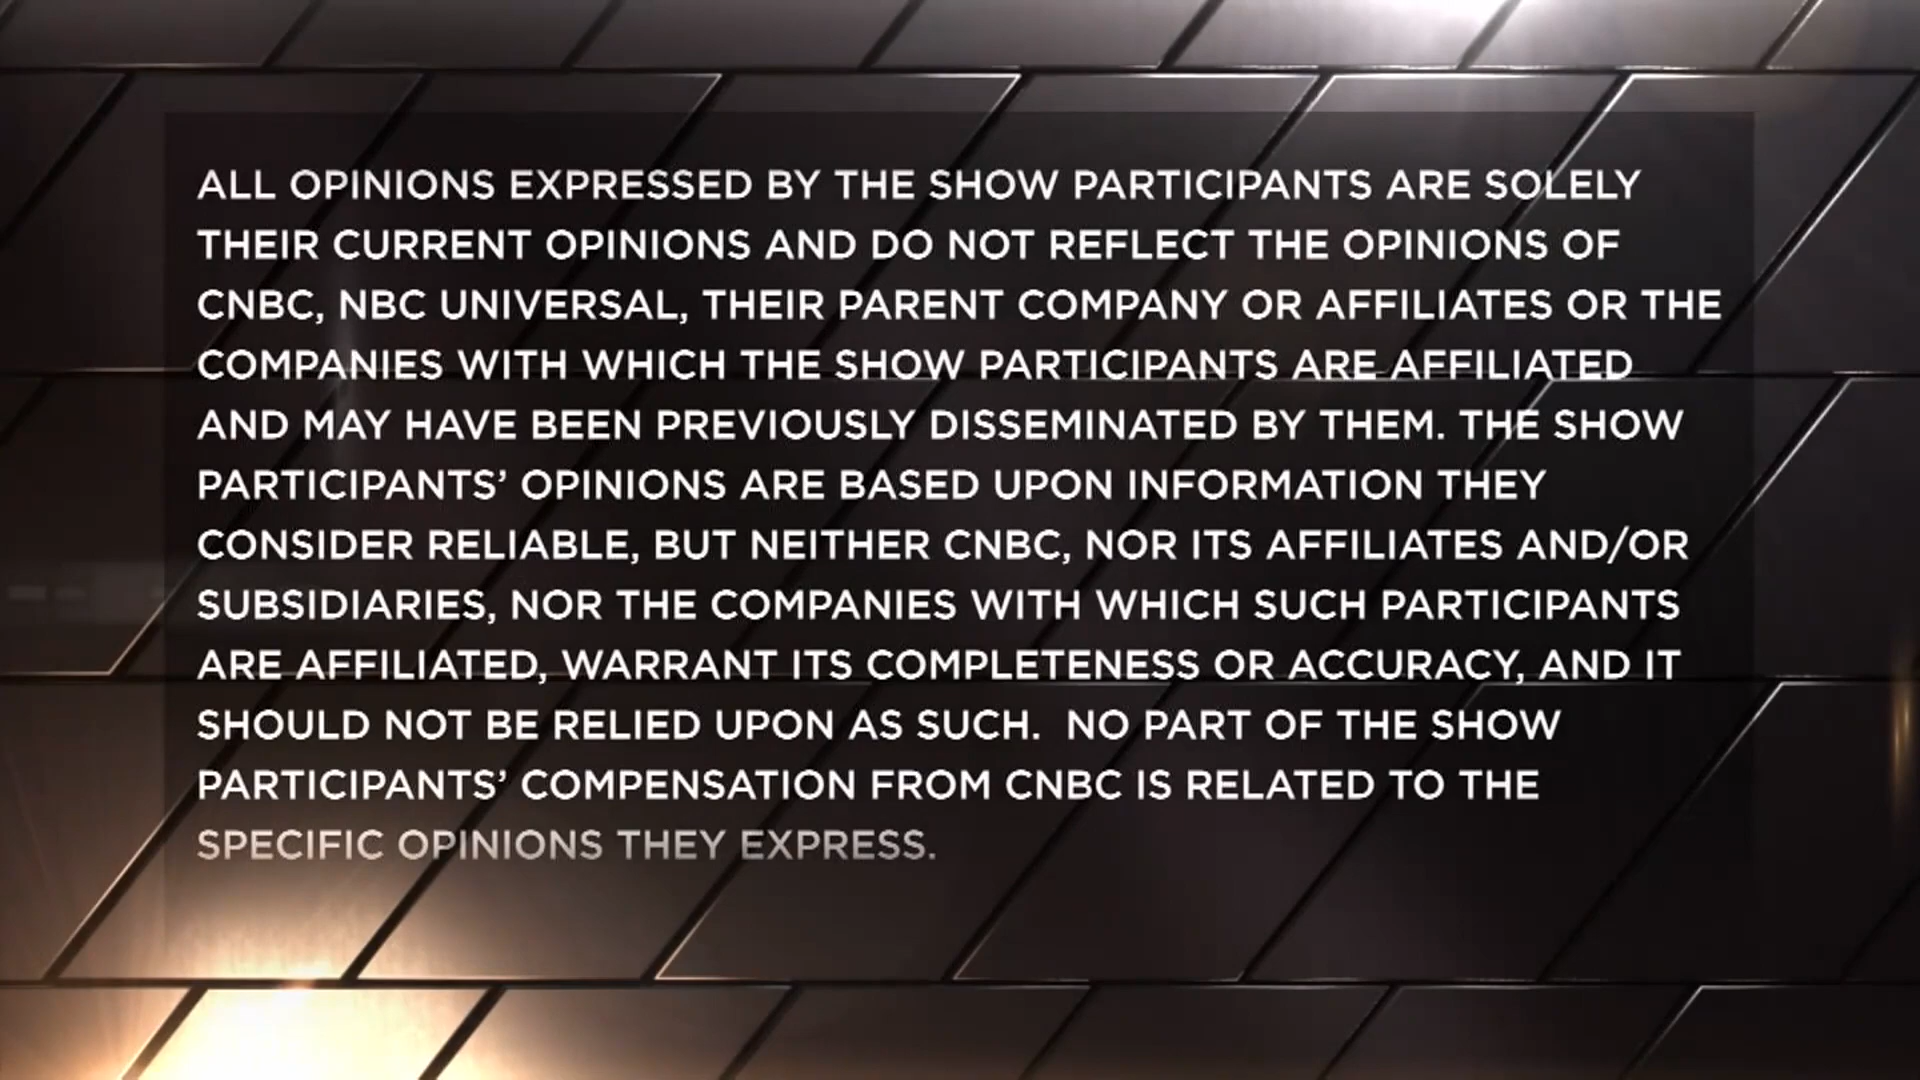 ALL OPINIONS EXPRESSED BY THE SHOW PARTICIPANTS ARE SOLELY
THEIR CURRENT OPINIONS AND DO NOT REFLECT THE OPINIONS OF
CNBC, NBC UNIVERSAL, THEIR PARENT COMPANY OR AFFILIATES OR THE
COMPANIES WITH WHICH THE SHOW PARTICIPANTS ARE AFFILIATED
AND MAY HAVE BEEN PREVIOUSLY DISSEMINATED BY THEM. THE SHOW
PARTICIPANTS’ OPINIONS ARE BASED UPON INFORMATION THEY
CONSIDER RELIABLE, BUT NEITHER CNBC, NOR ITS AFFILIATES AND/OR
SUBSIDIARIES, NOR THE COMPANIES WITH WHICH SUCH PARTICIPANTS
ARE AFFILIATED, WARRANT ITS COMPLETENESS OR ACCURACY, AND IT
SHOULD NOT BE RELIED UPON AS SUCH.  NO PART OF THE SHOW
PARTICIPANTS’ COMPENSATION FROM CNBC IS RELATED TO THE
SPECIFIC OPINIONS THEY EXPRESS.